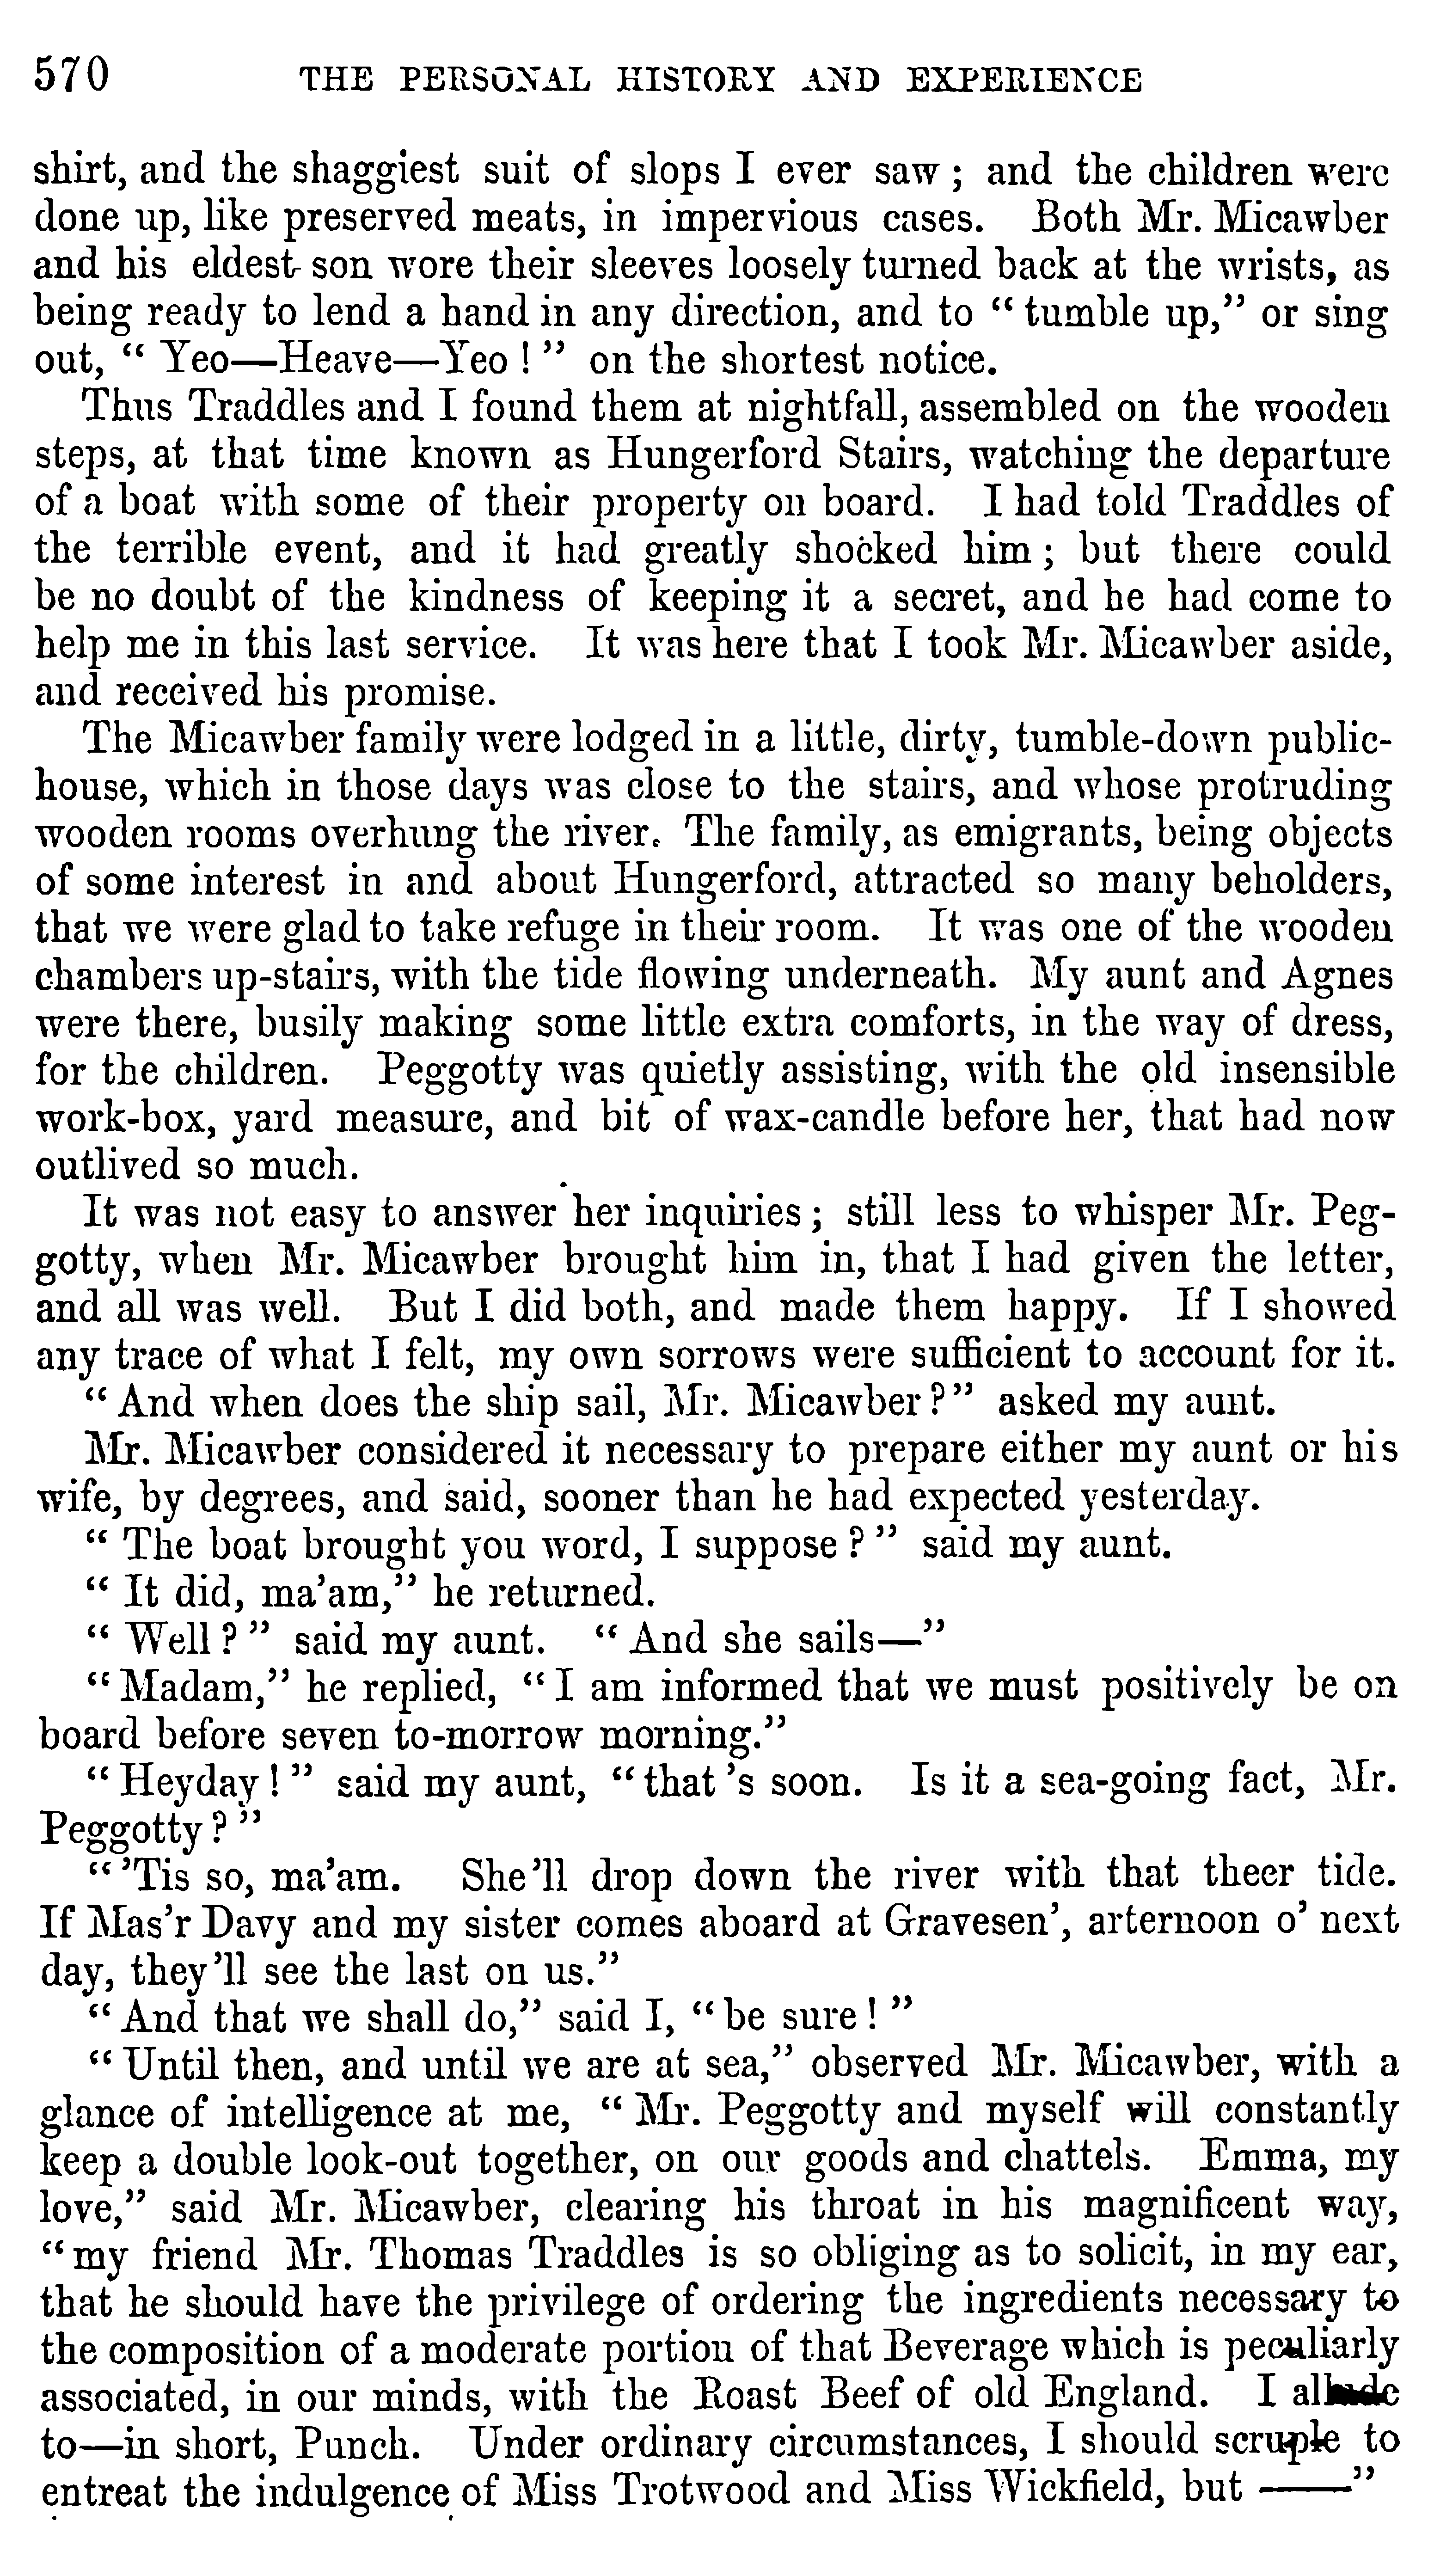 570 THE PERSONAL HISTORY AND EXPERIENCE
shirt, and the shaggiest suit of slops I ever saw ; and the children were
done up, like preserved meats, in impervious cases. Both Mr. Micawber
and his eldest son wore their sleeves loosely turned back at the wrists, as
being ready to lend a hand in any direction, and to “ tumble up,” or sing
out, “ Yeo—Heave—Yeo ! ” on the shortest notice.
Thus Traddles and I found them at nightfall, assembled on the wooden
steps, at that time known as Hungerford Stairs, watching the departure
of a boat with some of their property on board. I had told Traddles of
the terrible event, and it had greatly shocked him ; but there could
be no doubt of the kindness of keeping it a secret, and he had come to
help me in this last service. It was here that I took Mr. Micawber aside,
and received his promise.
The Micawber family were lodged in a little, dirty, tumble-down public-
house, which in those days was close to the stairs, and whose protruding
wooden rooms overhung the river. The family, as emigrants, being objects
of some interest in and about Hungerford, attracted so many beholders,
that we were glad to take refuge in their room. It was one of the wooden
chambers up-stairs, with the tide flowing underneath. My aunt and Agnes
were there, busily making some little extra comforts, in the way of dress,
for the children. Peggotty was quietly assisting, with the old insensible
work-box, yard measure, and bit of wax-candle before her, that had now
outlived so much.
It was not easy to answer her inquiries ; still less to whisper Mr. Peg-
gotty, when Mr. Micawber brought him in, that I had given the letter,
and all was well. But I did both, and made them happy. If I showed
any trace of what I felt, my own sorrows were sufficient to account for it.
“ And when does the ship sail, Mr. Micawber ? ” asked my aunt.
Mr. Micawber considered it necessary to prepare either my aunt or his
wife, by degrees, and said, sooner than he had expected yesterday.
“ The boat brought you word, I suppose ? ” said my aunt.
“ It did, ma’am,” he returned.
“ Well ? ” said my aunt. “ And she sails—”
“ Madam,” he replied, “ I am informed that we must positively be on
board before seven to-morrow morning.”
“ Heyday ! ” said my aunt, “ that ’s soon. Is it a sea-going fact, Mr.
Peggotty ? ”
“ ’Tis so, ma’am. She ’ll drop down the river with that theer tide.
If Mas’r Davy and my sister comes aboard at Gravesen’, arternoon o’ next
day, they ’ll see the last on us.”
“ And that we shall do,” said I, “ be sure ! ”
“ Until then, and until we are at sea,” observed Mr. Micawber, with a
glance of intelligence at me, “ Mr. Peggotty and myself will constantly
keep a double look-out together, on our goods and chattels. Emma, my
love,” said Mr. Micawber, clearing his throat in his magnificent way,
“ my friend Mr. Thomas Traddles is so obliging as to solicit, in my ear,
that he should have the privilege of ordering the ingredients necessary to
the composition of a moderate portion of that Beverage which is peculiarly
associated, in our minds, with the Roast Beef of old England. I allude
to—in short, Punch. Under ordinary circumstances, I should scruple to
entreat the indulgence of Miss Trotwood and Miss Wickfield, but ——”